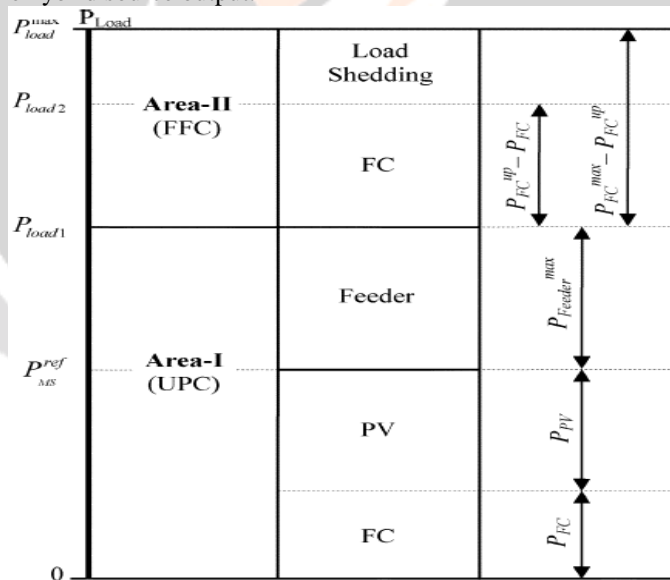 P_load^max P_Load
Load
Shedding
P_load2
Area-II
(FFC)
FC
P_FC^up – P_FC
P_FC^max – P_FC^up
P_load1
Feeder
P_Feeder^max
P_MS^ref
Area-I
(UPC)
PV
P_PV
FC
P_FC
0